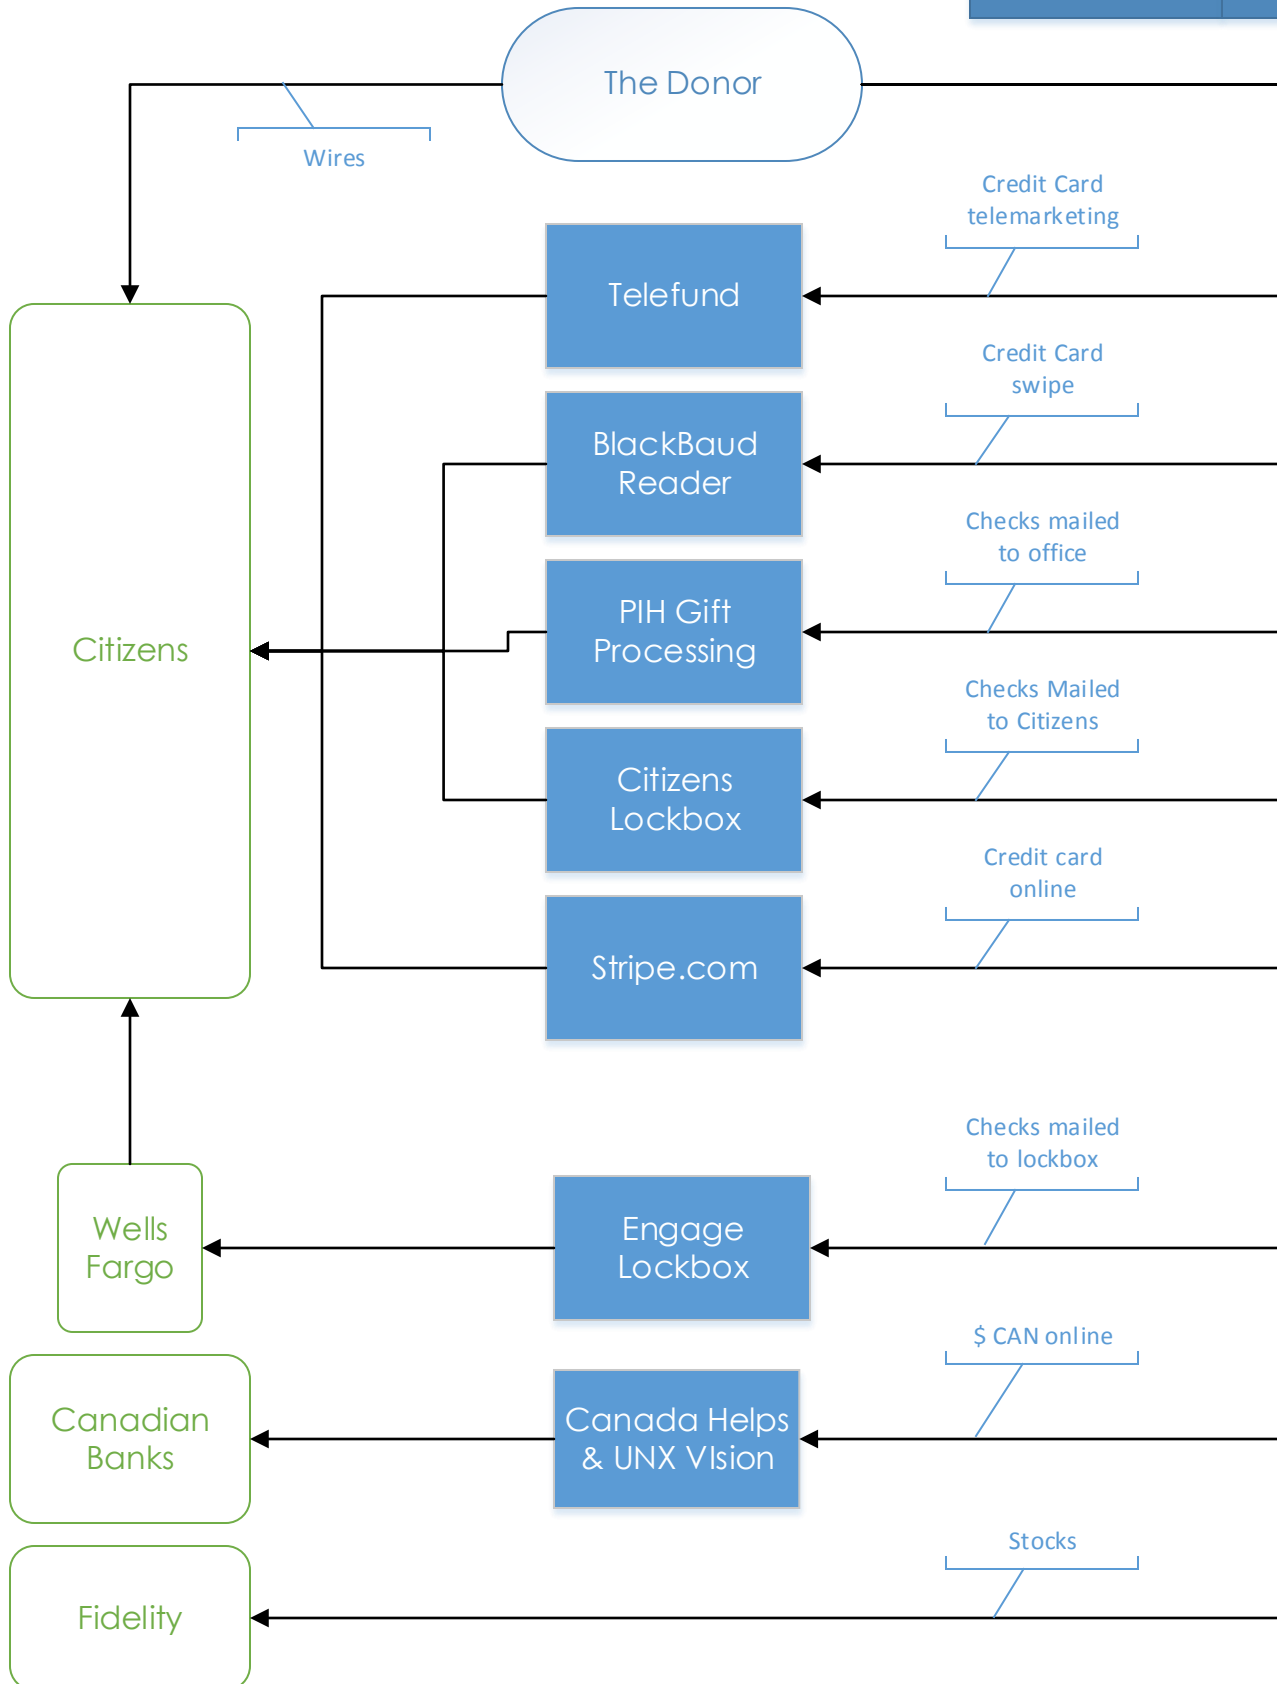 The Donor
Wires
Credit Card
telemarketing
Telefund
Credit Card
swipe
BlackBaud
Reader
Checks mailed
to office
PIH Gift
Processing
Citizens
Checks Mailed
to Citizens
Citizens
Lockbox
Credit card
online
Stripe.com
Checks mailed
to lockbox
Wells
Fargo
Engage
Lockbox
$ CAN online
Canadian
Banks
Canada Helps
& UNX VIsion
Stocks
Fidelity